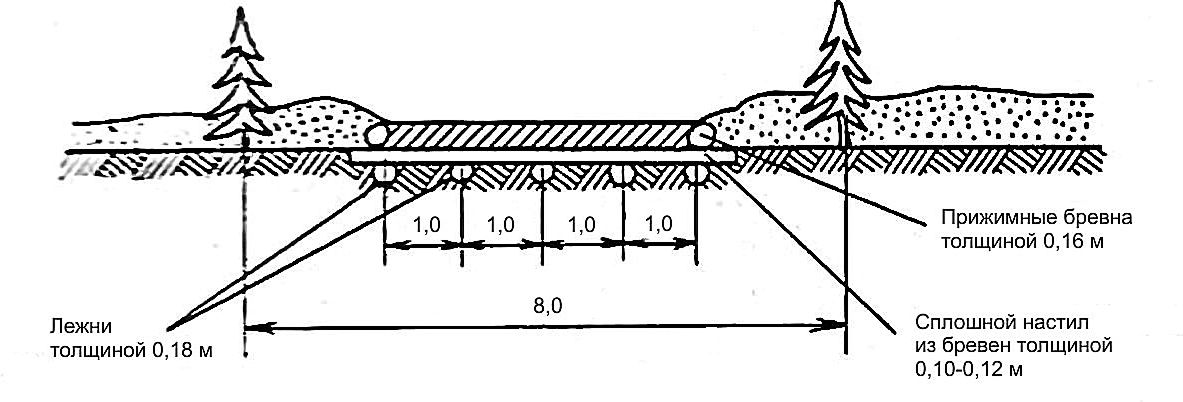 1,0 1,0 1,0 1,0
Прижимные бревна
толщиной 0,16 м
8,0
Лежни
толщиной 0,18 м
Сплошной настил
из бревен толщиной
0,10-0,12 м